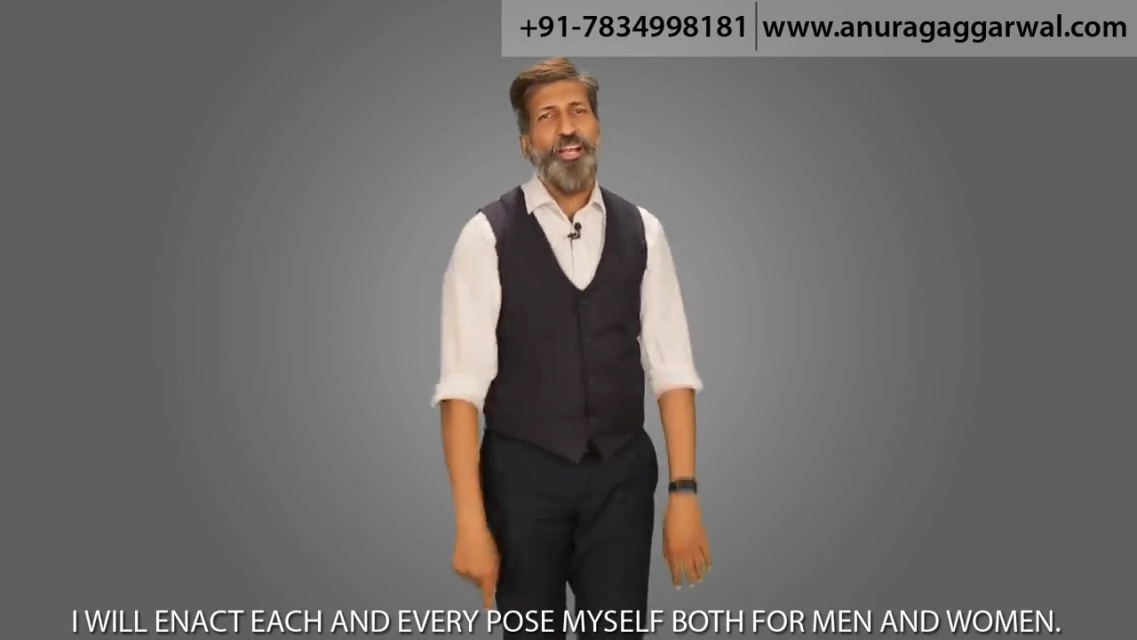 +91-7834998181 | www.anuragaggarwal.com
I WILL ENACT EACH AND EVERY POSE MYSELF BOTH FOR MEN AND WOMEN.